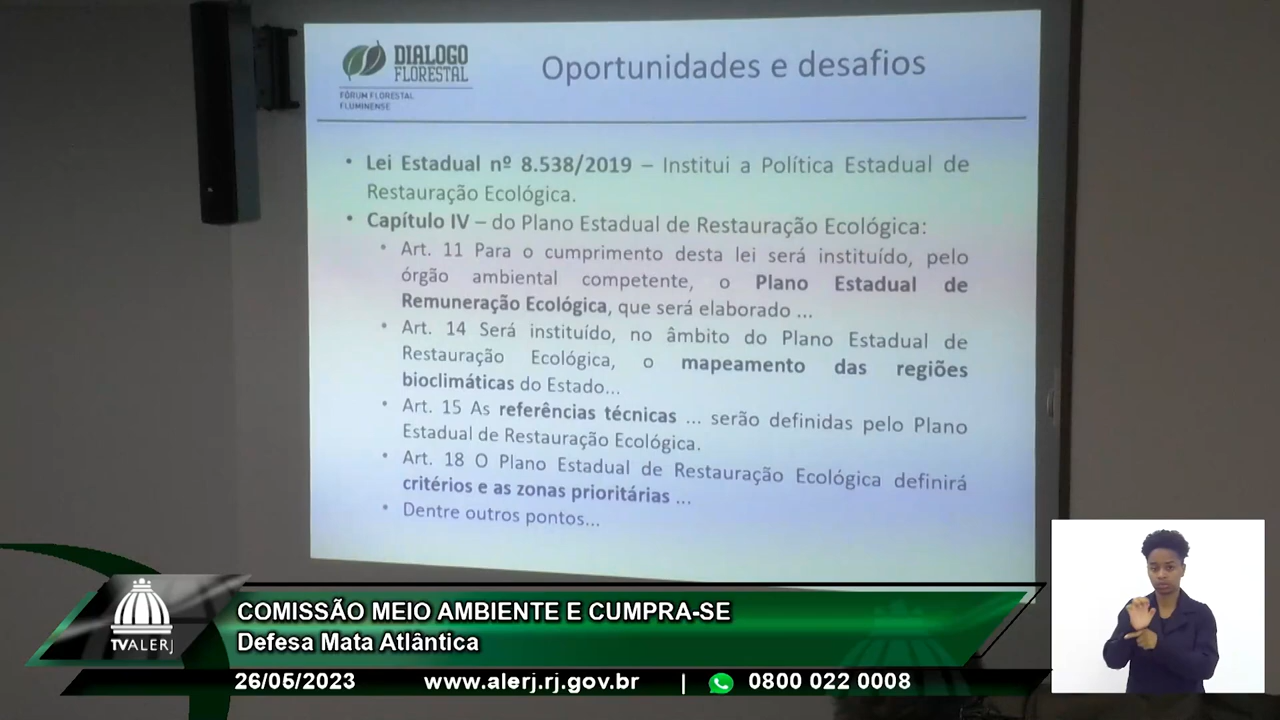 DIALOGO
FLORESTAL
FÓRUM FLORESTAL
FLUMINENSE
Oportunidades e desafios
• Lei Estadual nº 8.538/2019 – Institui a Política Estadual de
Restauração Ecológica.
• Capítulo IV – do Plano Estadual de Restauração Ecológica:
• Art. 11 Para o cumprimento desta lei será instituído, pelo
órgão ambiental competente, o Plano Estadual de
Remuneração Ecológica, que será elaborado ...
• Art. 14 Será instituído, no âmbito do Plano Estadual de
Restauração Ecológica, o mapeamento das regiões
bioclimáticas do Estado...
• Art. 15 As referências técnicas ... serão definidas pelo Plano
Estadual de Restauração Ecológica.
• Art. 18 O Plano Estadual de Restauração Ecológica definirá
critérios e as zonas prioritárias ...
• Dentre outros pontos...
COMISSÃO MEIO AMBIENTE E CUMPRA-SE
Defesa Mata Atlântica
TVALERJ
26/05/2023 www.alerj.rj.gov.br | 0800 022 0008